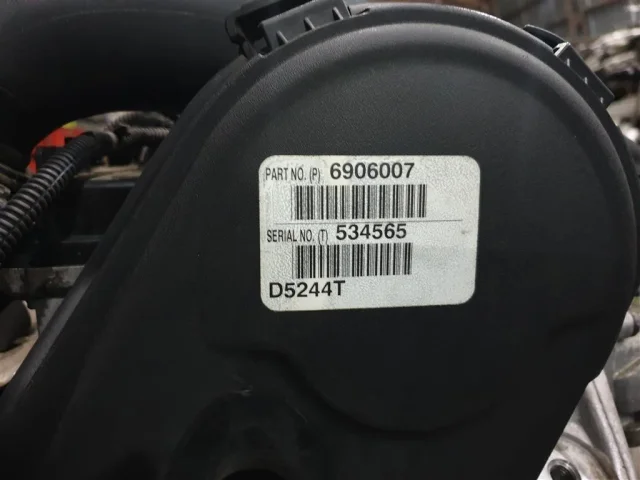 PART NO. (P) 6906007
SERIAL NO. (T) 534565
D5244T